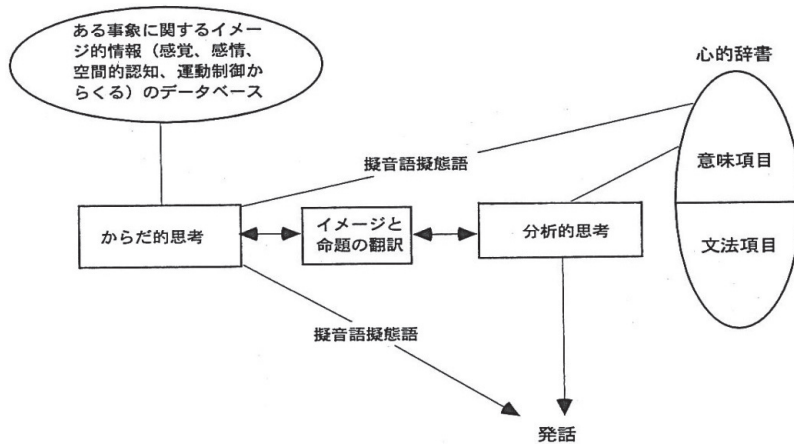 ある事象に関するイメー
ジ的情報（感覚、感情、
空間的認知、運動制御か
らくる）のデータベース
心的辞書
擬音語擬態語
意味項目
からだ的思考
イメージと
命題の翻訳
分析的思考
文法項目
擬音語擬態語
発話